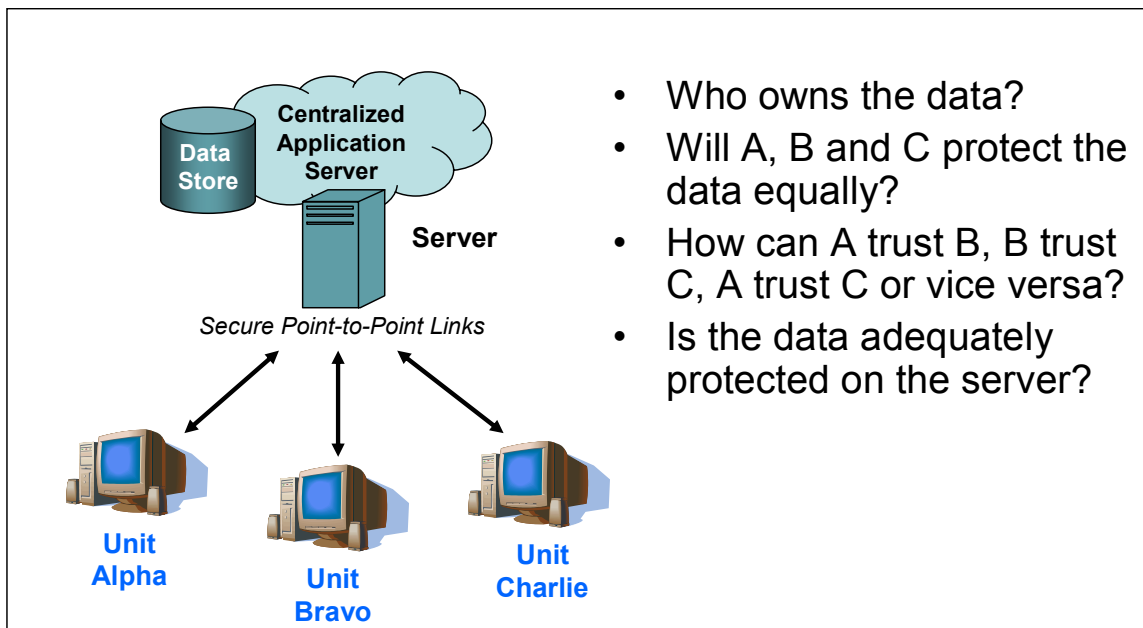 Centralized
Application
Server
Data
Store
Server
Secure Point-to-Point Links
Unit
Alpha
Unit
Bravo
Unit
Charlie
• Who owns the data?
• Will A, B and C protect the
data equally?
• How can A trust B, B trust
C, A trust C or vice versa?
• Is the data adequately
protected on the server?